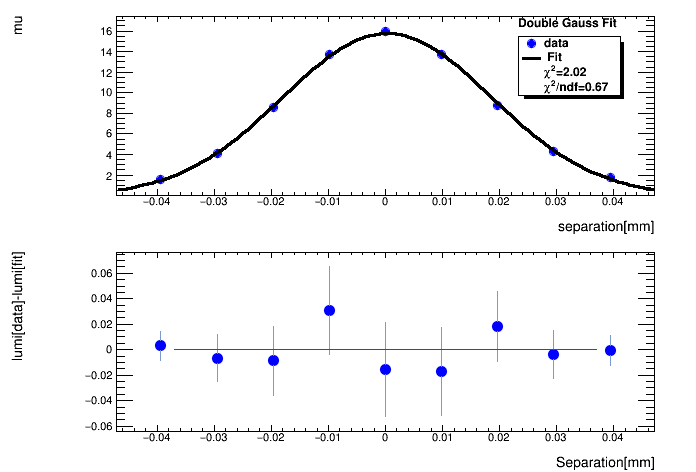 mu
Double Gauss Fit
data
Fit
χ²=2.02
χ²/ndf=0.67
16
14
12
10
8
6
4
2
−0.04 −0.03 −0.02 −0.01 0 0.01 0.02 0.03 0.04
separation[mm]
lumi[data]-lumi[fit]
0.06
0.04
0.02
0
−0.02
−0.04
−0.06
−0.04 −0.03 −0.02 −0.01 0 0.01 0.02 0.03 0.04
Separation[mm]